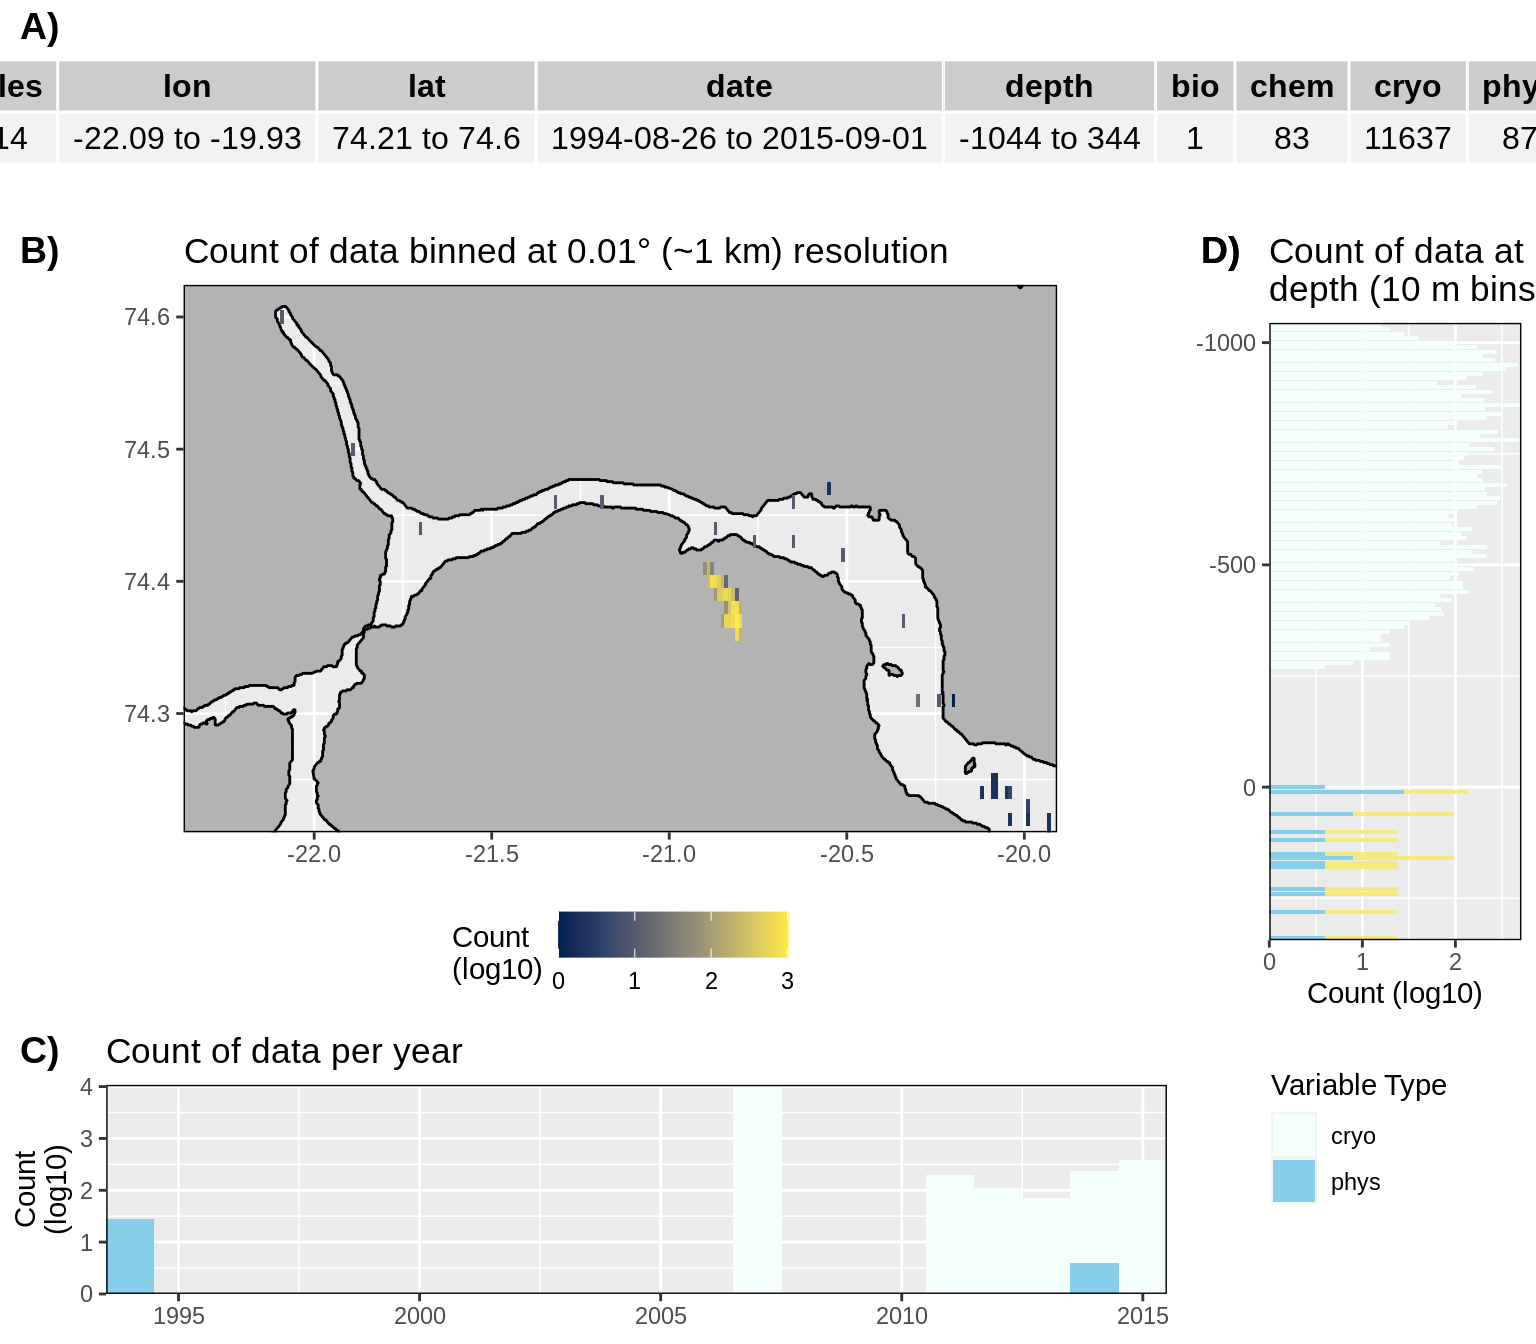 A)
les lon lat date depth bio chem cryo phy
14 -22.09 to -19.93 74.21 to 74.6 1994-08-26 to 2015-09-01 -1044 to 344 1 83 11637 87
B)
Count of data binned at 0.01° (~1 km) resolution
74.6
74.5
74.4
74.3
-22.0 -21.5 -21.0 -20.5 -20.0
Count
(log10)
0 1 2 3
D)
Count of data at
depth (10 m bins
-1000
-500
0
0 1 2
Count (log10)
C)
Count of data per year
Count
(log10)
4
3
2
1
0
1995 2000 2005 2010 2015
Variable Type
cryo
phys